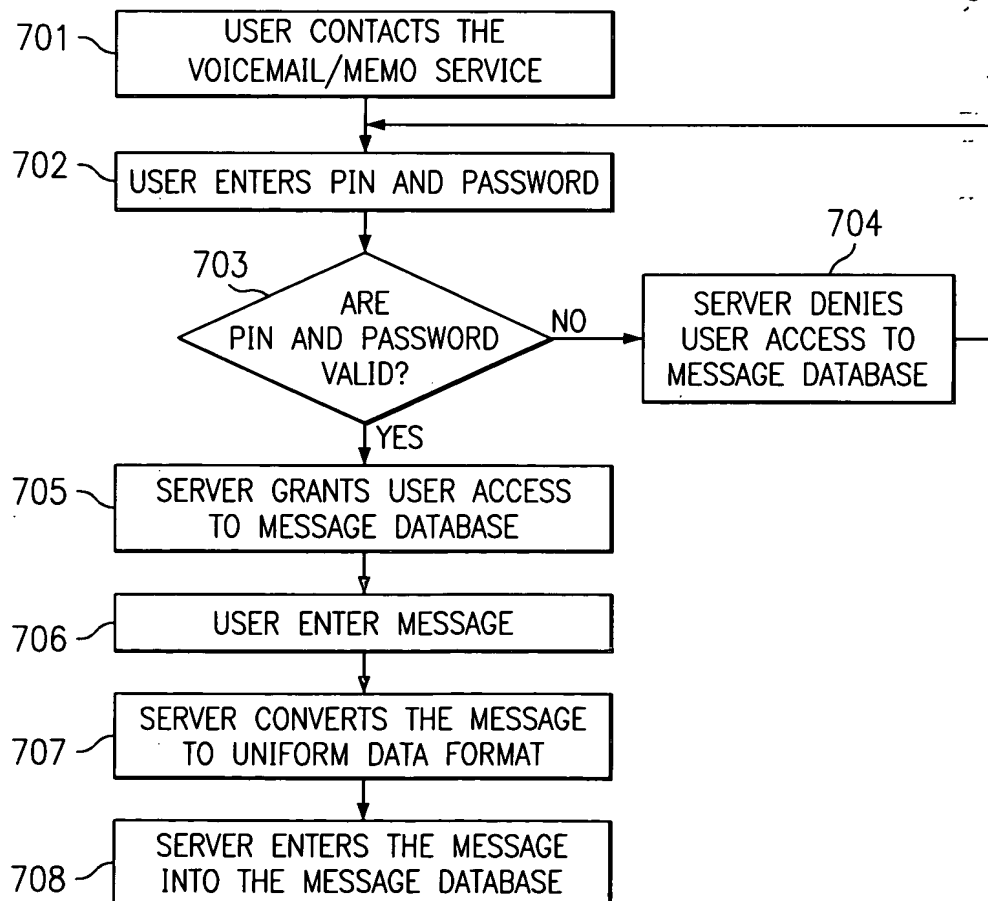 701
USER CONTACTS THE
VOICEMAIL/MEMO SERVICE
702
USER ENTERS PIN AND PASSWORD
703
ARE
PIN AND PASSWORD
VALID?
NO
704
SERVER DENIES
USER ACCESS TO
MESSAGE DATABASE
YES
705
SERVER GRANTS USER ACCESS
TO MESSAGE DATABASE
706
USER ENTER MESSAGE
707
SERVER CONVERTS THE MESSAGE
TO UNIFORM DATA FORMAT
708
SERVER ENTERS THE MESSAGE
INTO THE MESSAGE DATABASE